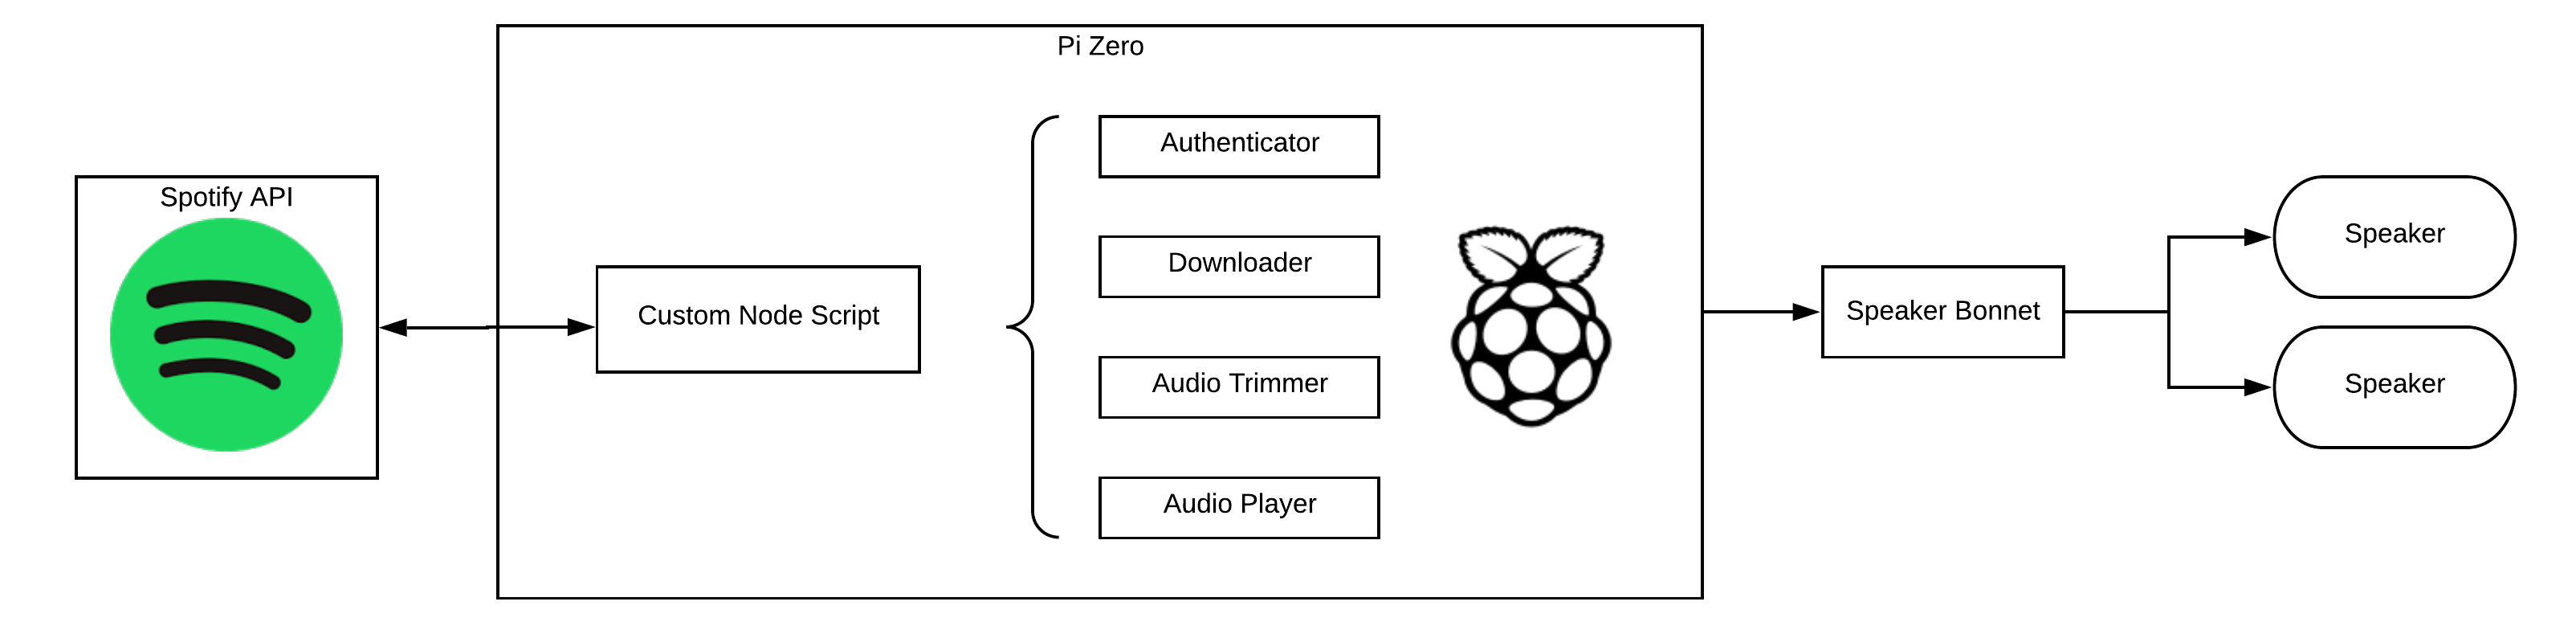 Pi Zero
Spotify API
Custom Node Script
Authenticator
Downloader
Audio Trimmer
Audio Player
Speaker Bonnet
Speaker
Speaker